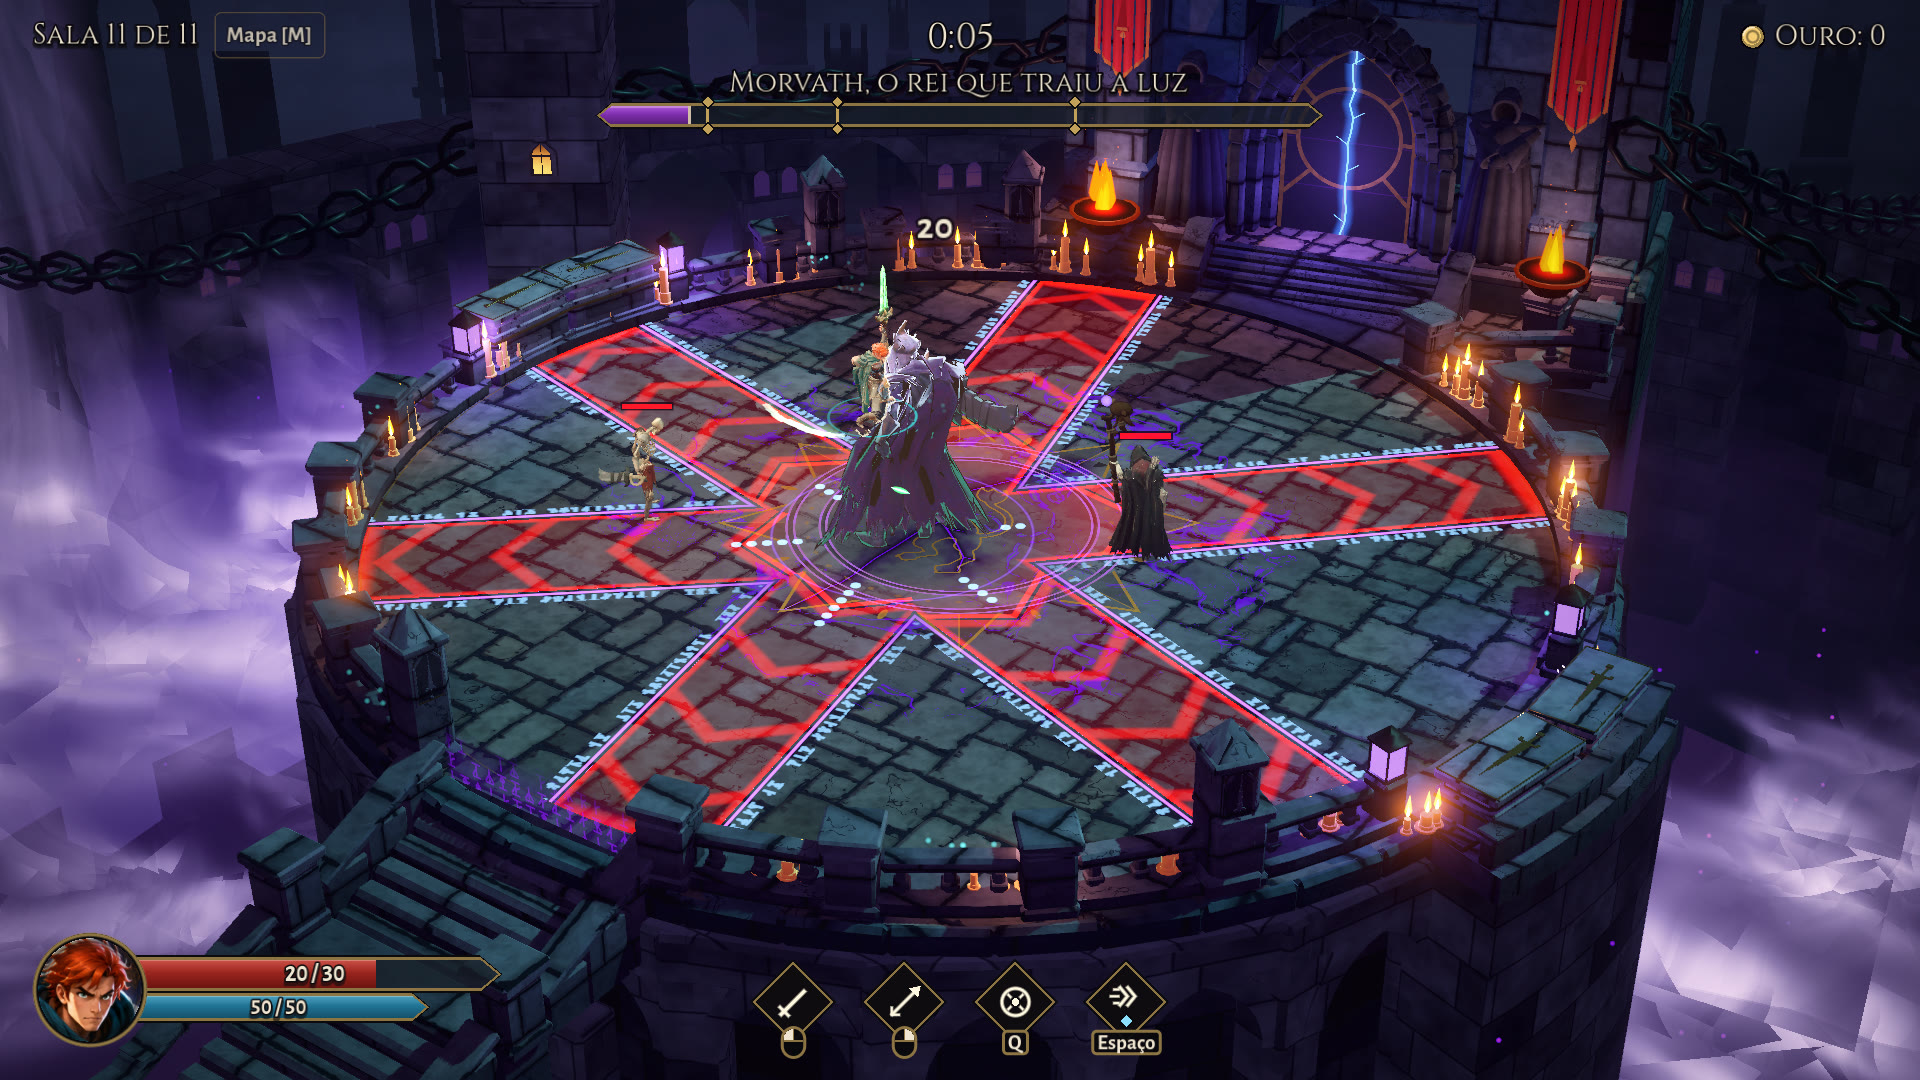 Sala 11 de 11
Mapa [M]
0:05
Ouro: 0
Morvath, o rei que traiu a luz
20
20/30
50/50
Q
Espaço